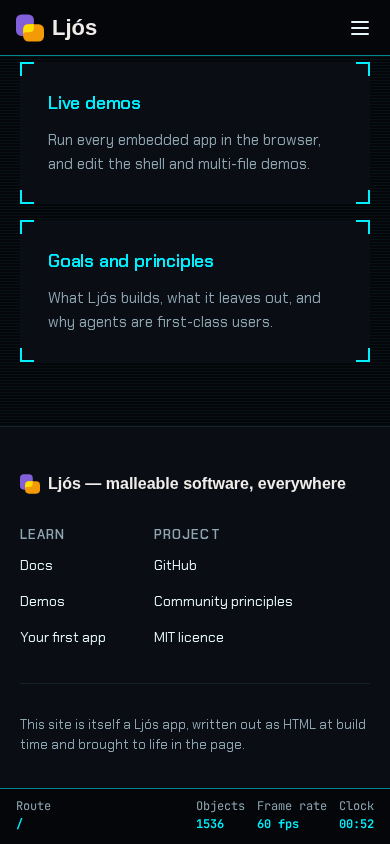 Ljós
Live demos
Run every embedded app in the browser,
and edit the shell and multi-file demos.
Goals and principles
What Ljós builds, what it leaves out, and
why agents are first-class users.
Ljós — malleable software, everywhere
LEARN
Docs
Demos
Your first app
PROJECT
GitHub
Community principles
MIT licence
This site is itself a Ljós app, written out as HTML at build
time and brought to life in the page.
Route
/
Objects
1536
Frame rate
60 fps
Clock
00:52